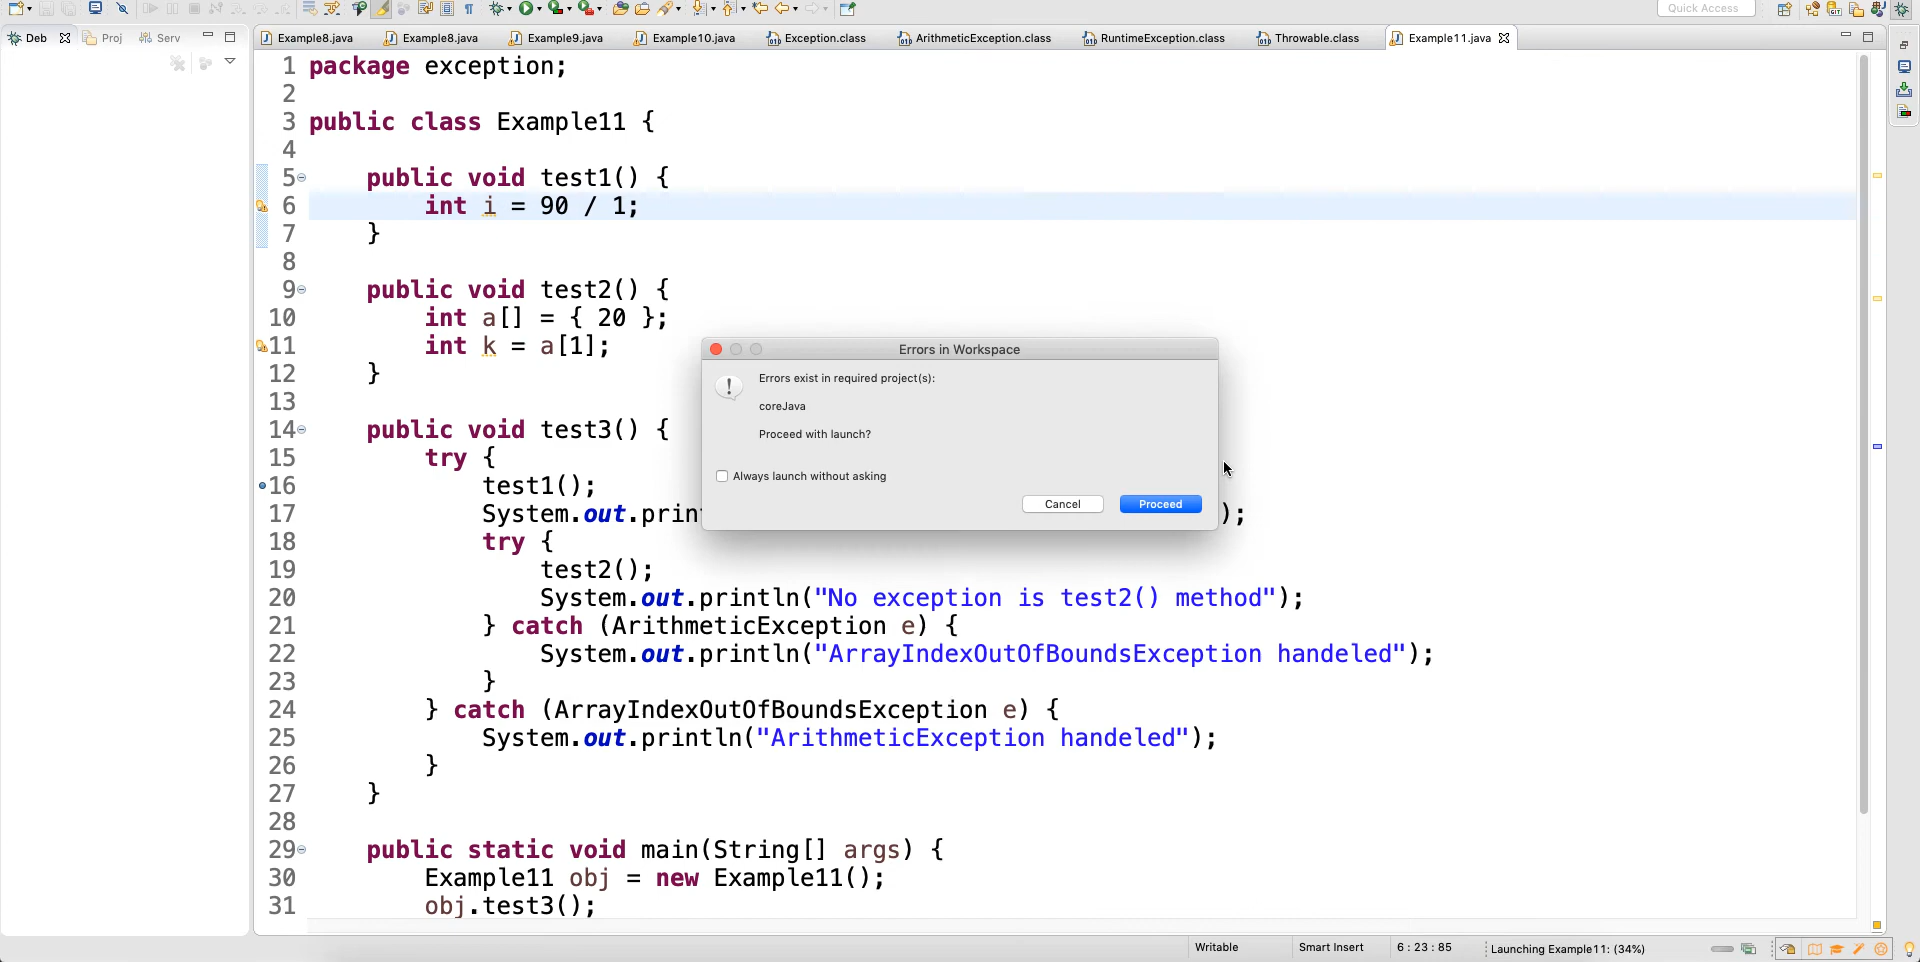 Quick Access
Deb
Proj
Serv
Example8.java
Example8.java
Example9.java
Example10.java
Exception.class
ArithmeticException.class
RuntimeException.class
Throwable.class
Example11.java
1 package exception;
2
3 public class Example11 {
4
5 public void test1() {
6 int i = 90 / 1;
7 }
8
9 public void test2() {
10 int a[] = { 20 };
11 int k = a[1];
12 }
13
14 public void test3() {
15 try {
16 test1();
17 System.out.prin );
18 try {
19 test2();
20 System.out.println("No exception is test2() method");
21 } catch (ArithmeticException e) {
22 System.out.println("ArrayIndexOutOfBoundsException handeled");
23 }
24 } catch (ArrayIndexOutOfBoundsException e) {
25 System.out.println("ArithmeticException handeled");
26 }
27 }
28
29 public static void main(String[] args) {
30 Example11 obj = new Example11();
31 obj.test3();
Errors in Workspace
Errors exist in required project(s):
coreJava
Proceed with launch?
Always launch without asking
Cancel
Proceed
Writable
Smart Insert
6 : 23 : 85
Launching Example11: (34%)